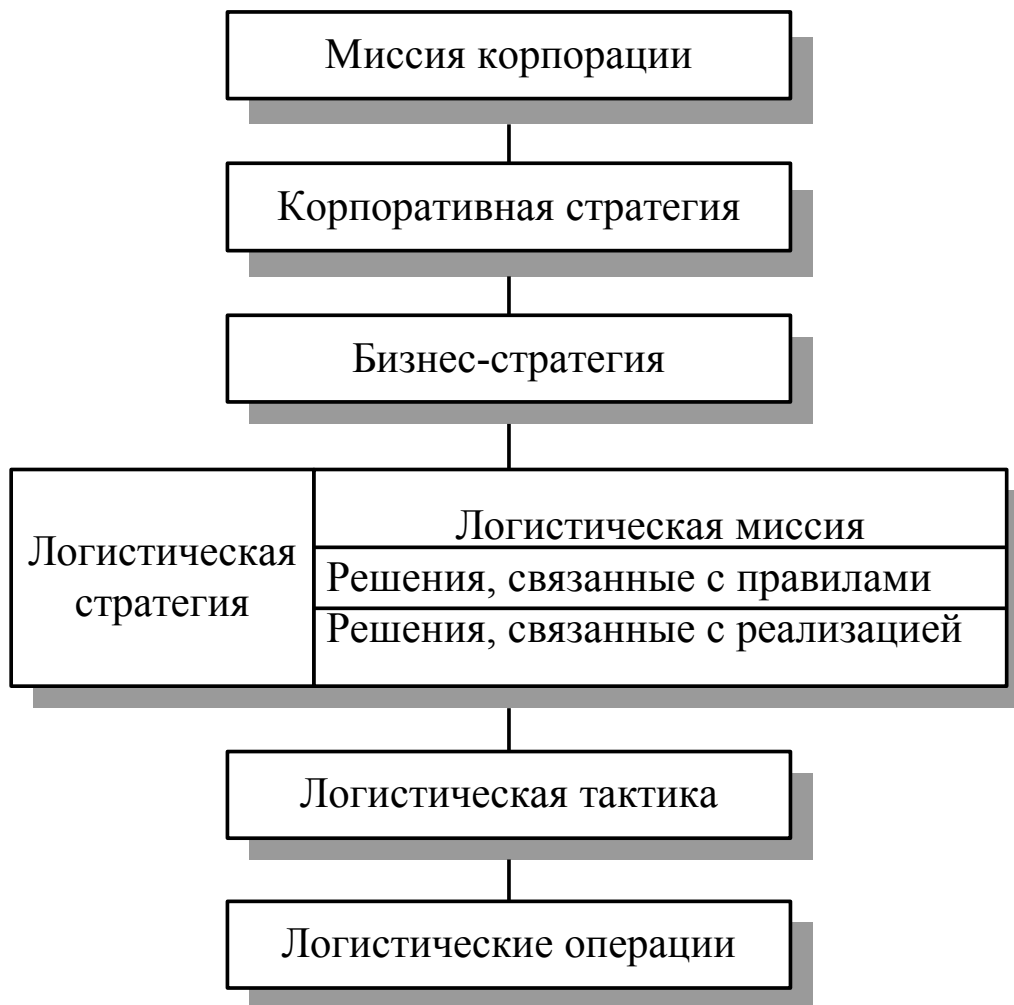 Миссия корпорации
Корпоративная стратегия
Бизнес-стратегия
Логистическая
стратегия
Логистическая миссия
Решения, связанные с правилами
Решения, связанные с реализацией
Логистическая тактика
Логистические операции